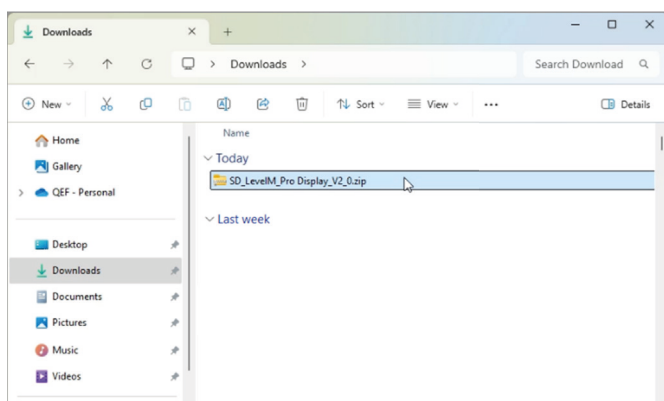 Downloads
Downloads
Search Download
New
Sort
View
Details
Home
Gallery
QEF - Personal
Desktop
Downloads
Documents
Pictures
Music
Videos
Name
Today
SD_LevelM_Pro Display_V2_0.zip
Last week